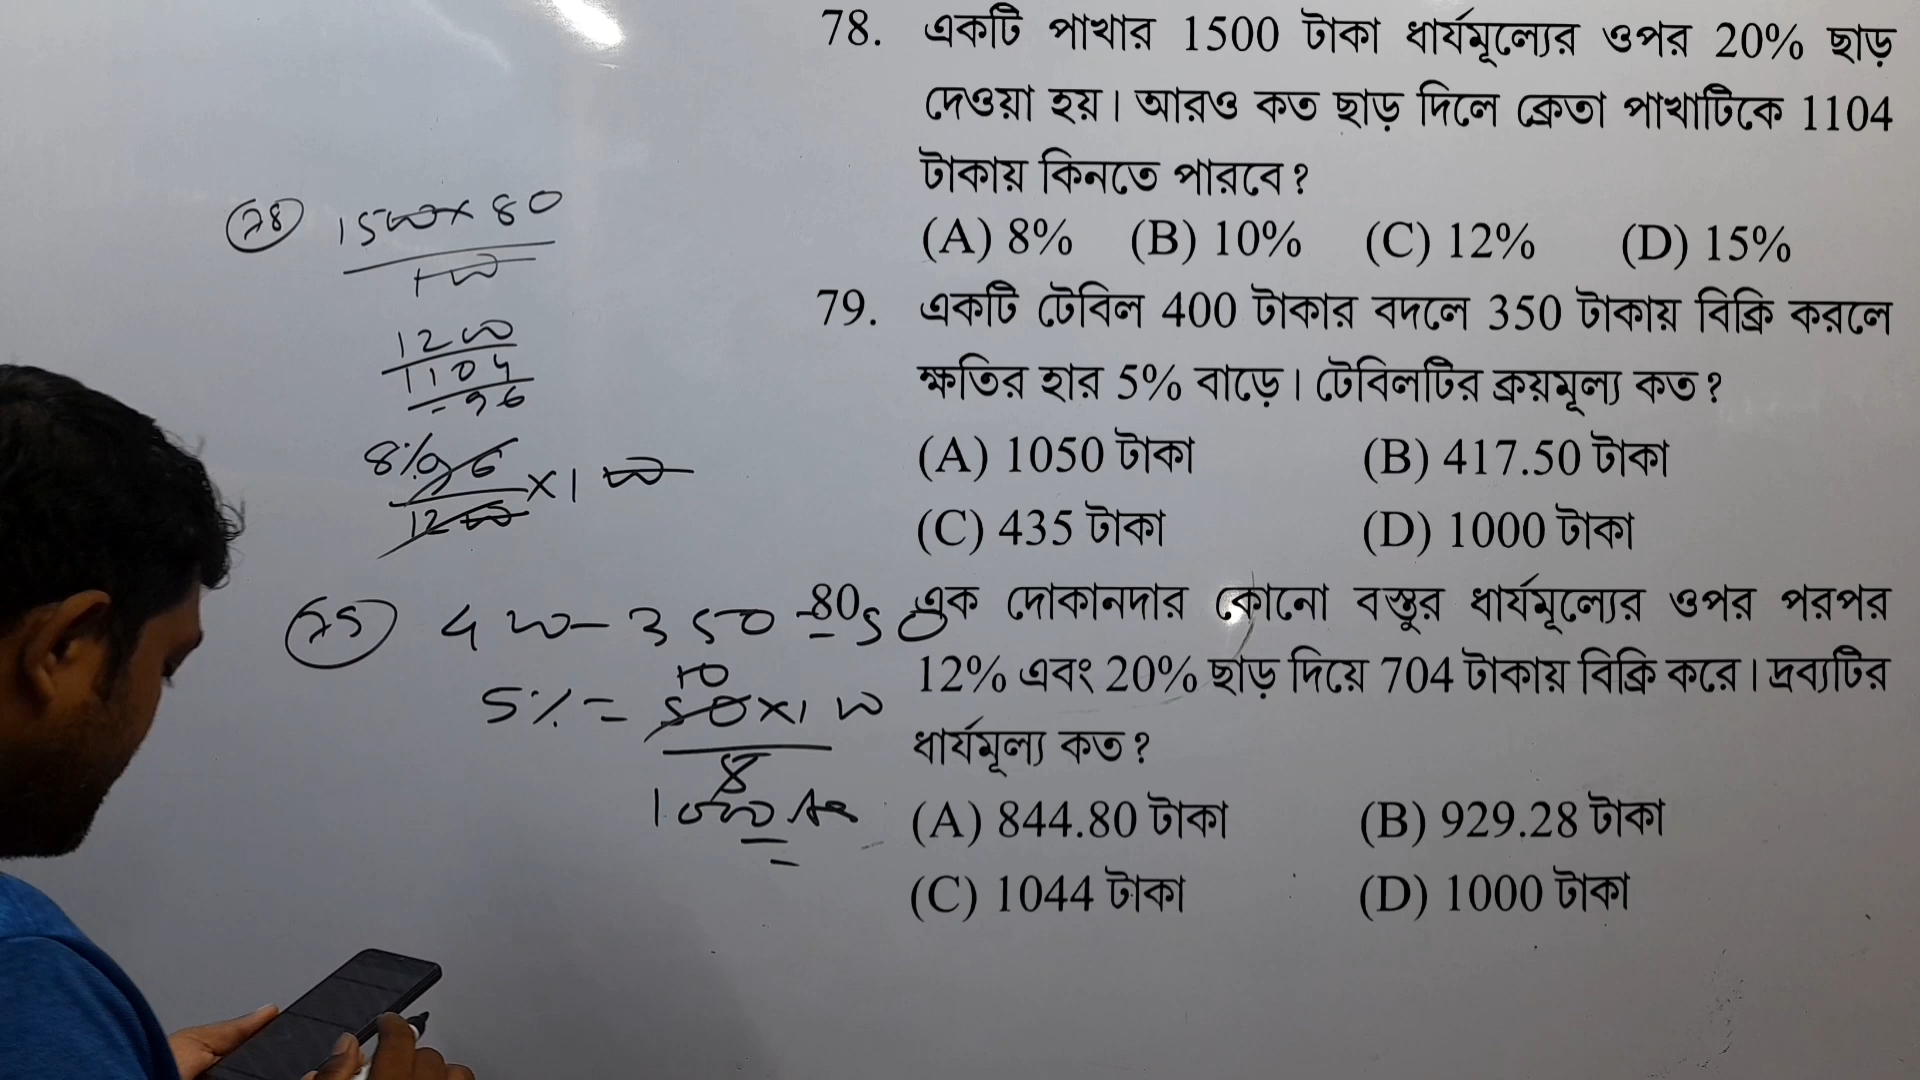 78. একটি পাখার 1500 টাকা ধার্যমূল্যের ওপর 20% ছাড়
দেওয়া হয়। আরও কত ছাড় দিলে ক্রেতা পাখাটিকে 1104
টাকায় কিনতে পারবে?
(A) 8% (B) 10% (C) 12% (D) 15%
79. একটি টেবিল 400 টাকার বদলে 350 টাকায় বিক্রি করলে
ক্ষতির হার 5% বাড়ে। টেবিলটির ক্রয়মূল্য কত?
(A) 1050 টাকা (B) 417.50 টাকা
(C) 435 টাকা (D) 1000 টাকা
80. এক দোকানদার কোনো বস্তুর ধার্যমূল্যের ওপর পরপর
12% এবং 20% ছাড় দিয়ে 704 টাকায় বিক্রি করে। দ্রব্যটির
ধার্যমূল্য কত?
(A) 844.80 টাকা (B) 929.28 টাকা
(C) 1044 টাকা (D) 1000 টাকা
78 1500 x 80
100
1200
1104
96
8% 96 x 100
1200
400 - 350 50
10
5% = 50 x 100
1000